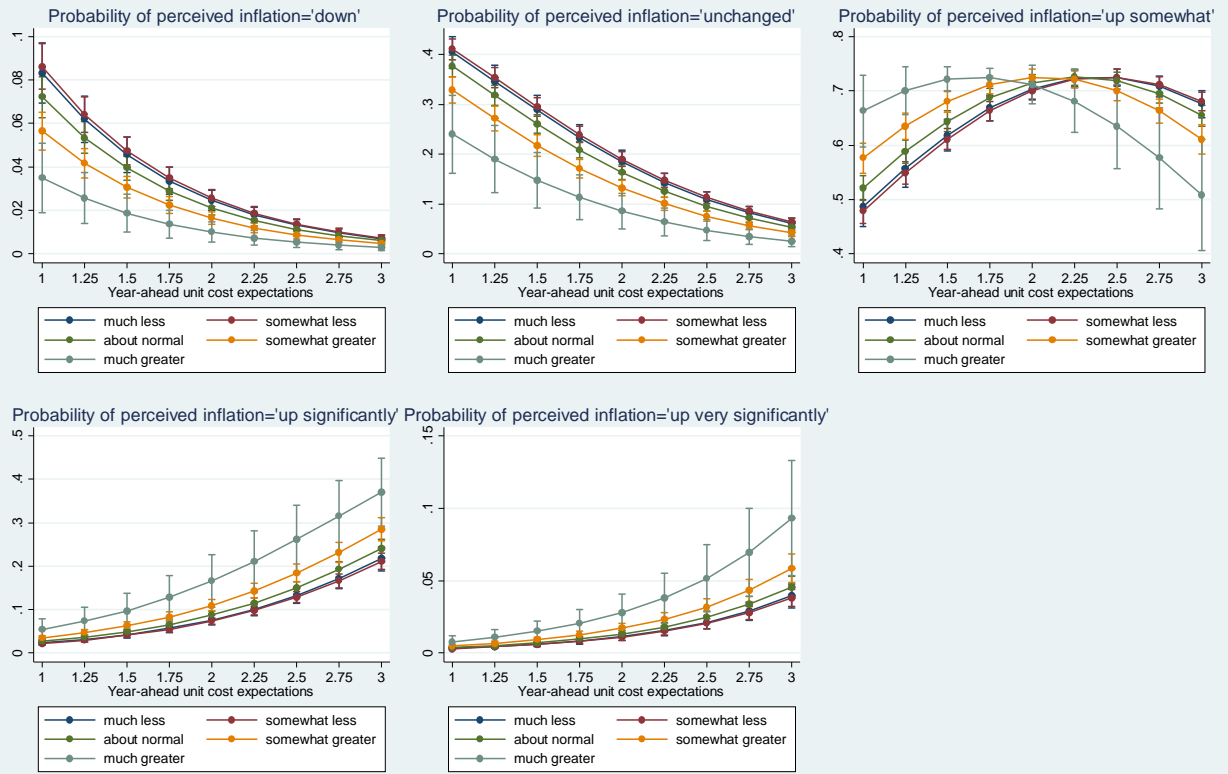 Probability of perceived inflation='down'
.1
.08
.06
.04
.02
0
1 1.25 1.5 1.75 2 2.25 2.5 2.75 3
Year-ahead unit cost expectations
much less somewhat less
about normal somewhat greater
much greater
Probability of perceived inflation='unchanged'
.4
.3
.2
.1
0
1 1.25 1.5 1.75 2 2.25 2.5 2.75 3
Year-ahead unit cost expectations
much less somewhat less
about normal somewhat greater
much greater
Probability of perceived inflation='up somewhat'
.8
.7
.6
.5
.4
1 1.25 1.5 1.75 2 2.25 2.5 2.75 3
Year-ahead unit cost expectations
much less somewhat less
about normal somewhat greater
much greater
Probability of perceived inflation='up significantly'
.5
.4
.3
.2
.1
0
1 1.25 1.5 1.75 2 2.25 2.5 2.75 3
Year-ahead unit cost expectations
much less somewhat less
about normal somewhat greater
much greater
Probability of perceived inflation='up very significantly'
.15
.1
.05
0
1 1.25 1.5 1.75 2 2.25 2.5 2.75 3
Year-ahead unit cost expectations
much less somewhat less
about normal somewhat greater
much greater